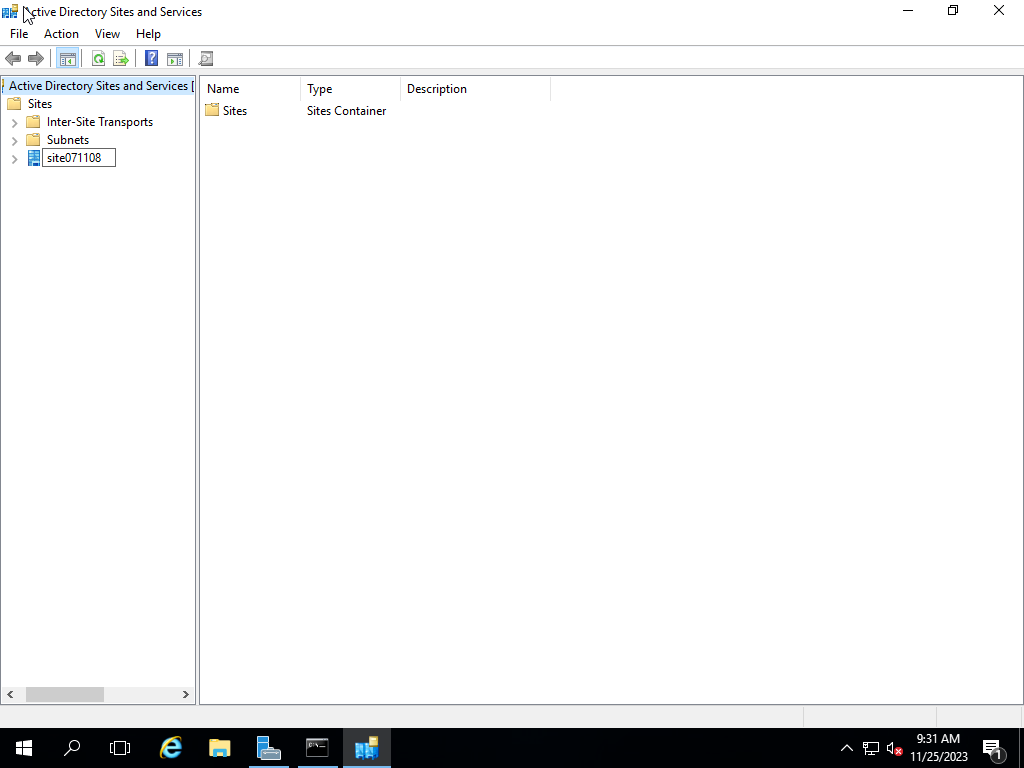 Active Directory Sites and Services
File Action View Help
Active Directory Sites and Services [
Sites
Inter-Site Transports
Subnets
site071108
Name Type Description
Sites Sites Container
9:31 AM
11/25/2023
1